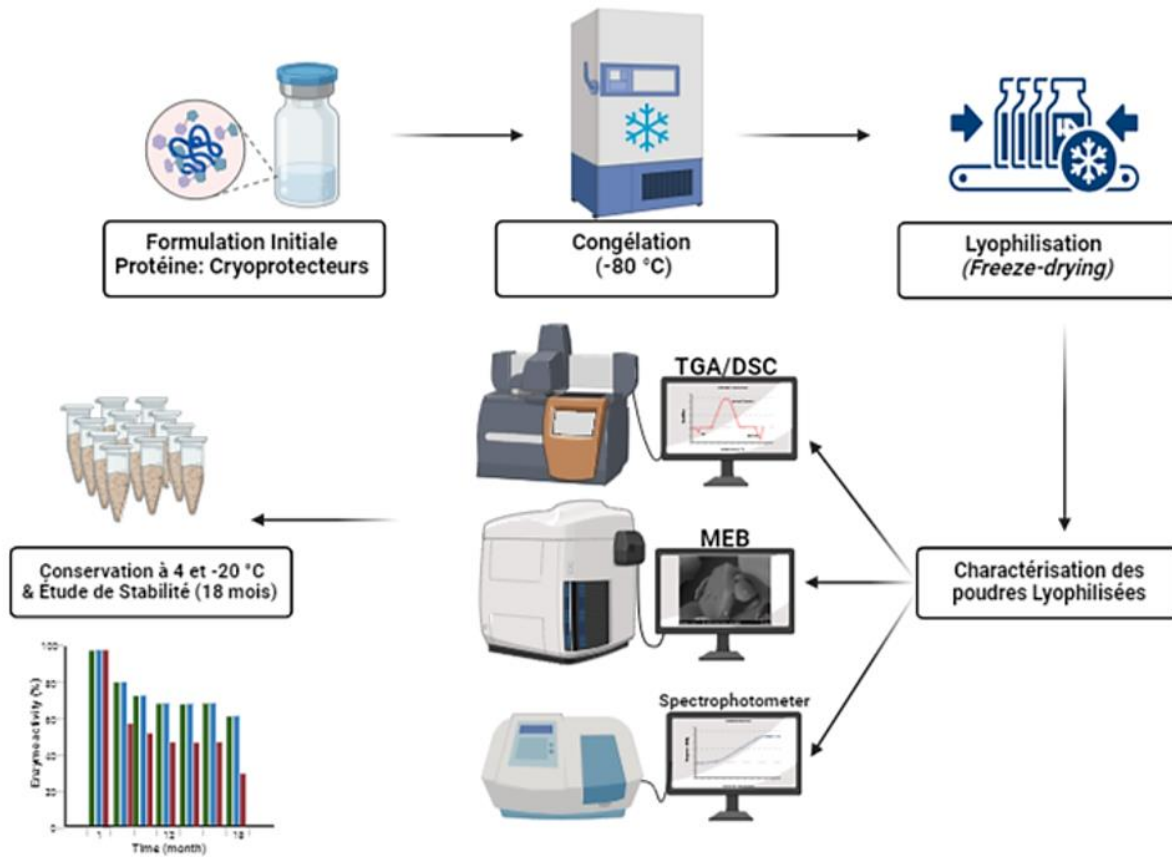 Formulation Initiale
Protéine: Cryoprotecteurs
Congélation
(-80 °C)
Lyophilisation
(Freeze-drying)
TGA/DSC
MEB
Spectrophotometer
Charactérisation des
poudres Lyophilisées
Conservation à 4 et -20 °C
& Étude de Stabilité (18 mois)
Enzyme activity (%)
100
80
60
40
20
0
1 12 18
Time (month)